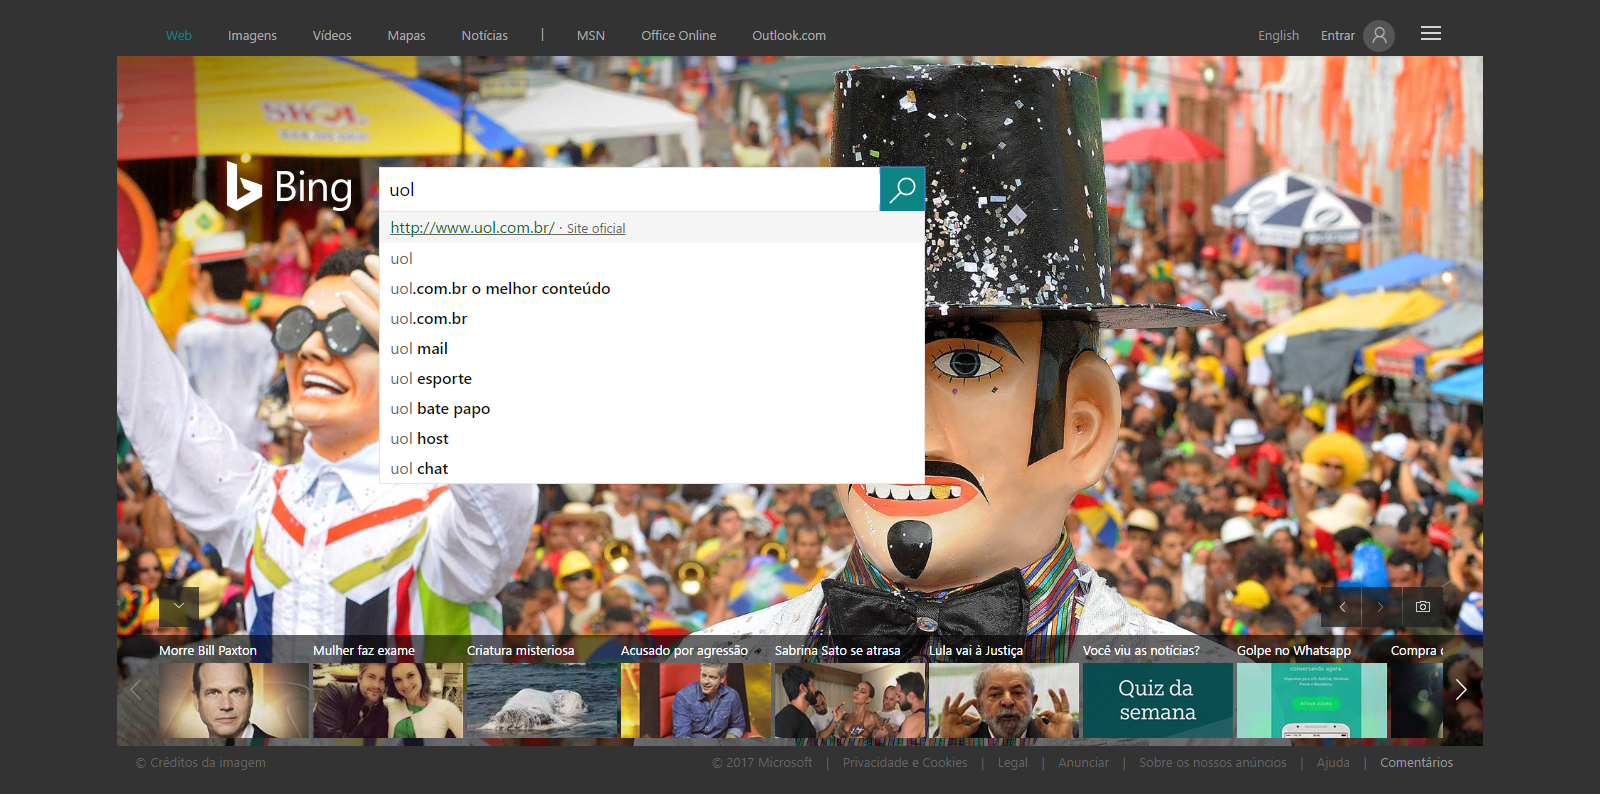 Web Imagens Vídeos Mapas Notícias | MSN Office Online Outlook.com English Entrar
SKOL
Bing
uol
http://www.uol.com.br/ · Site oficial
uol
uol.com.br o melhor conteúdo
uol.com.br
uol mail
uol esporte
uol bate papo
uol host
uol chat
Morre Bill Paxton Mulher faz exame Criatura misteriosa Acusado por agressão Sabrina Sato se atrasa Lula vai à Justiça Você viu as notícias? Golpe no Whatsapp Compra
conversando agora.
Quiz da
semana
© Créditos da imagem © 2017 Microsoft | Privacidade e Cookies | Legal | Anunciar | Sobre os nossos anúncios | Ajuda | Comentários